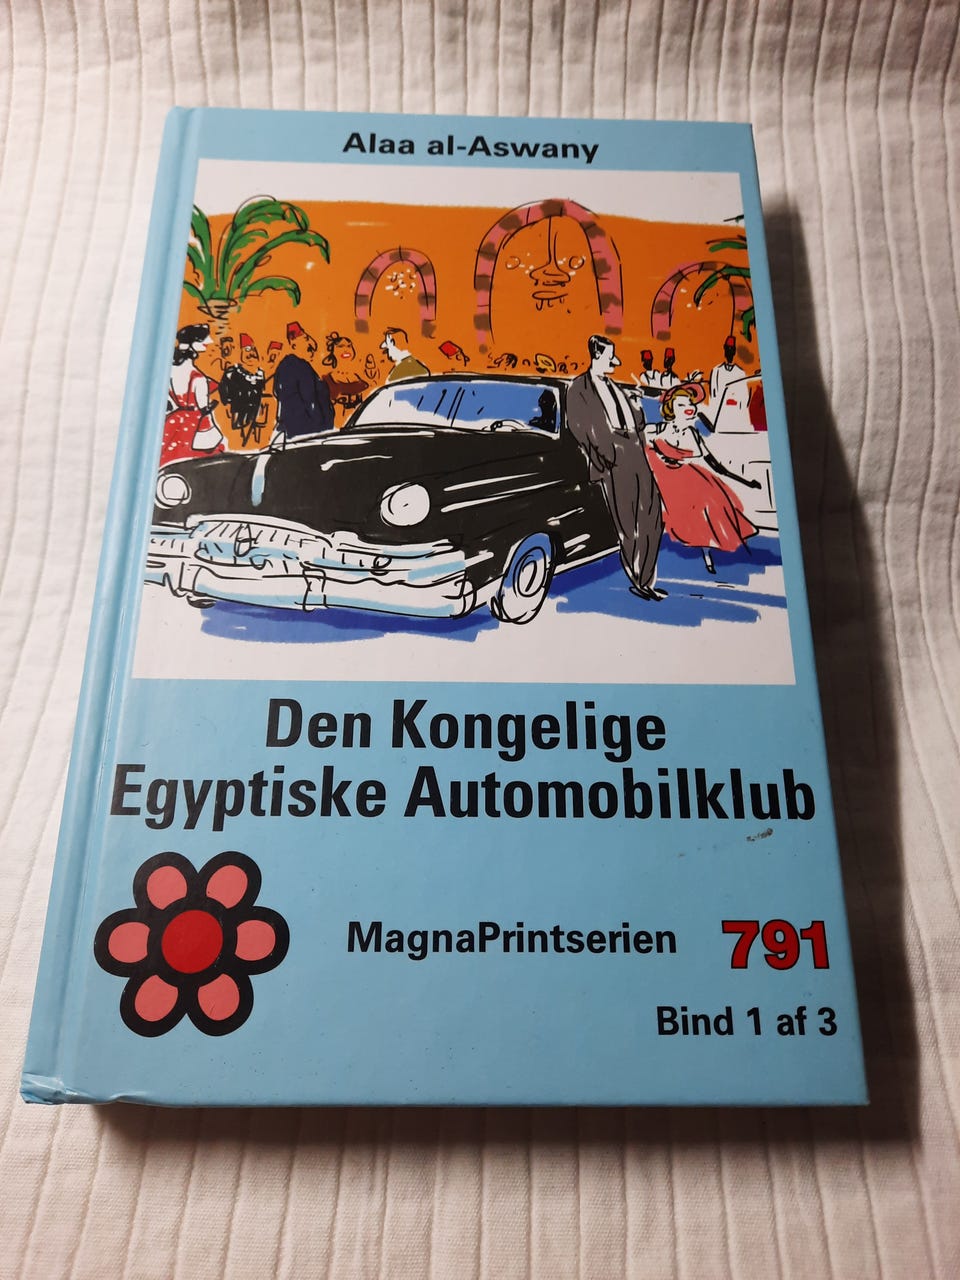 Alaa al-Aswany
Den Kongelige
Egyptiske Automobilklub
MagnaPrintserien 791
Bind 1 af 3